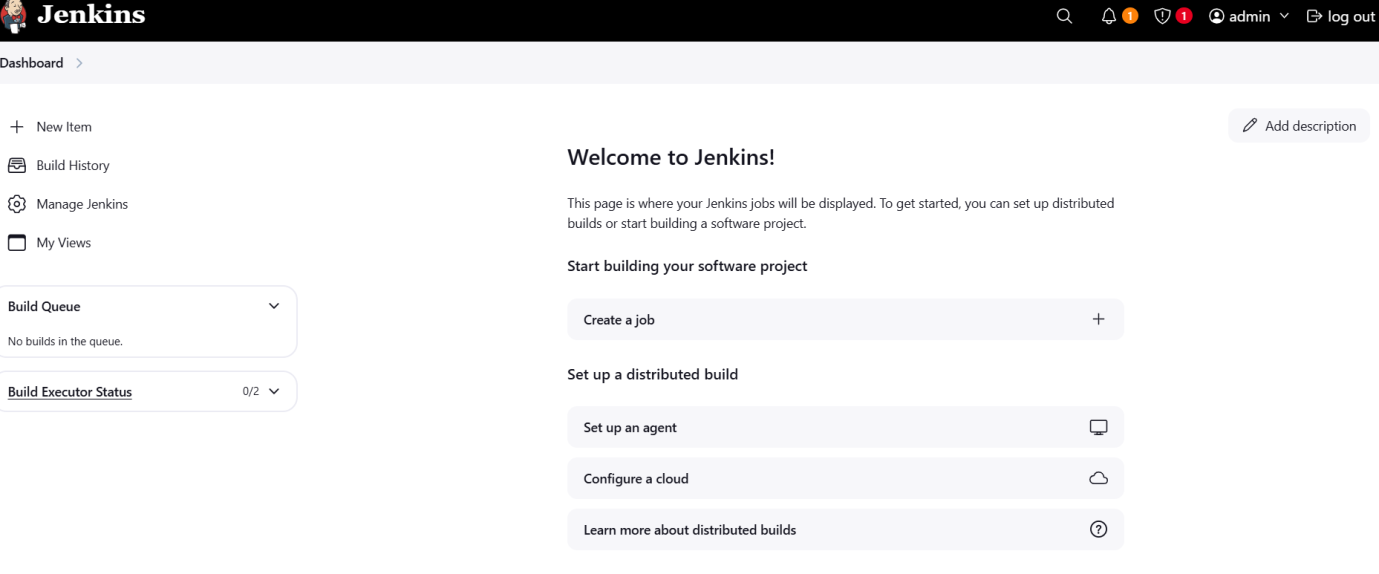 Jenkins
1
1
admin
log out
Dashboard
New Item
Build History
Manage Jenkins
My Views
Build Queue
No builds in the queue.
Build Executor Status
0/2
Add description
Welcome to Jenkins!
This page is where your Jenkins jobs will be displayed. To get started, you can set up distributed
builds or start building a software project.
Start building your software project
Create a job
Set up a distributed build
Set up an agent
Configure a cloud
Learn more about distributed builds